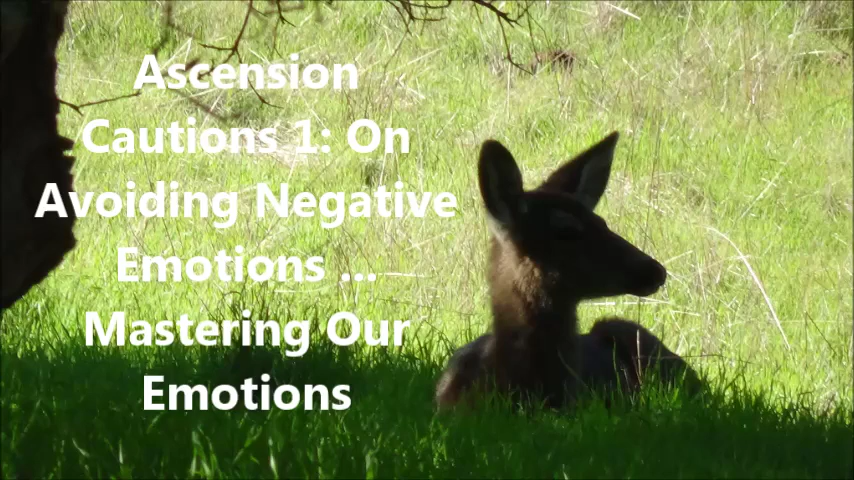 Ascension
Cautions 1: On
Avoiding Negative
Emotions ...
Mastering Our
Emotions